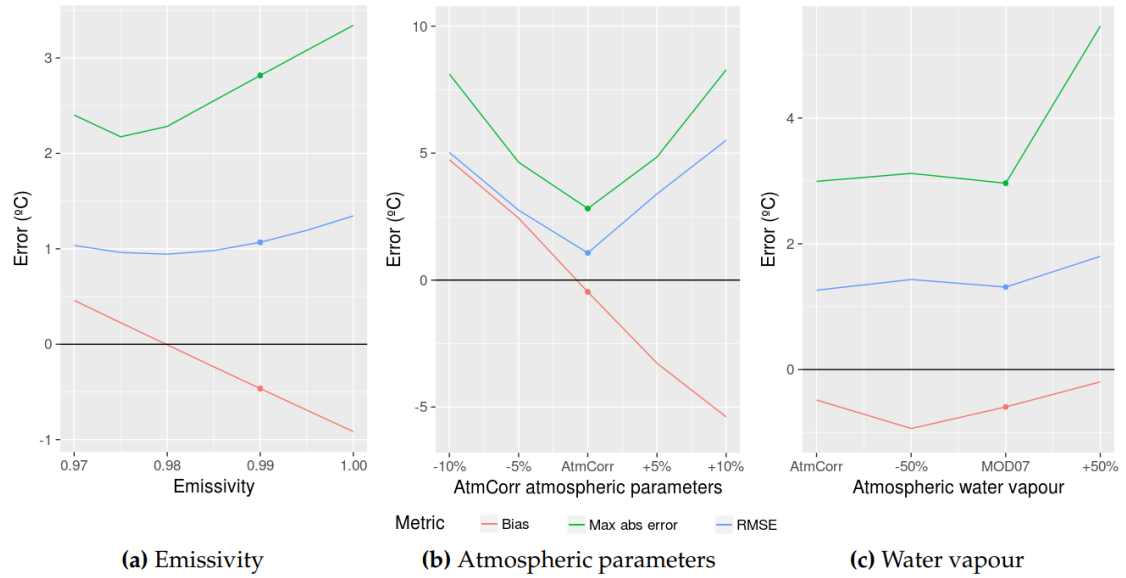 3
2
1
0
-1
Error (ºC)
0.97 0.98 0.99 1.00
Emissivity
10
5
0
-5
Error (ºC)
-10% -5% AtmCorr +5% +10%
AtmCorr atmospheric parameters
4
2
0
Error (ºC)
AtmCorr -50% MOD07 +50%
Atmospheric water vapour
Metric Bias Max abs error RMSE
(a) Emissivity
(b) Atmospheric parameters
(c) Water vapour